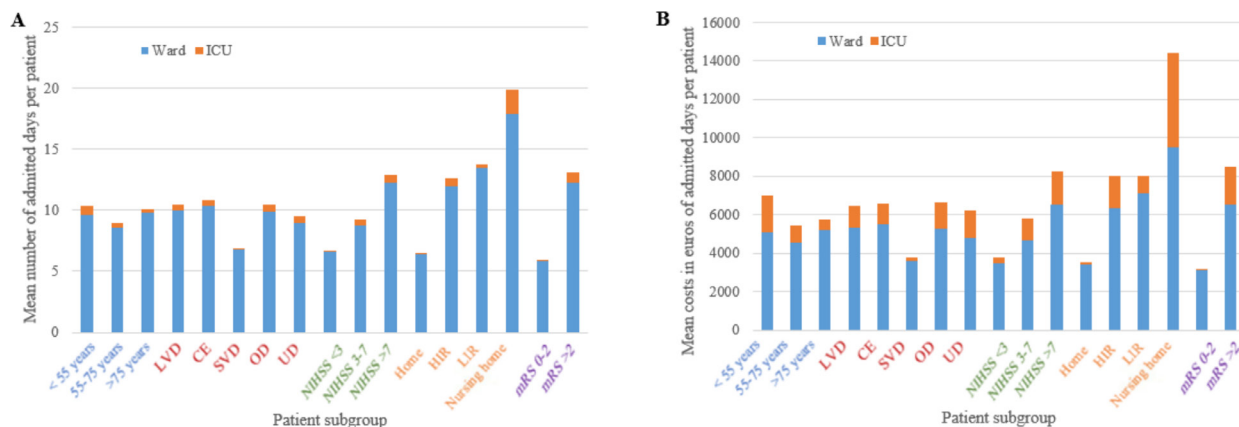 A
Mean number of admitted days per patient
25
20
15
10
5
0
Ward ICU
< 55 years
55-75 years
>75 years
LVD
CE
SVD
OD
UD
NIHSS <3
NIHSS 3-7
NIHSS >7
Home
HIR
LIR
Nursing home
mRS 0-2
mRS >2
Patient subgroup
B
Mean costs in euros of admitted days per patient
16000
14000
12000
10000
8000
6000
4000
2000
0
Ward ICU
< 55 years
55-75 years
>75 years
LVD
CE
SVD
OD
UD
NIHSS <3
NIHSS 3-7
NIHSS >7
Home
HIR
LIR
Nursing home
mRS 0-2
mRS >2
Patient subgroup